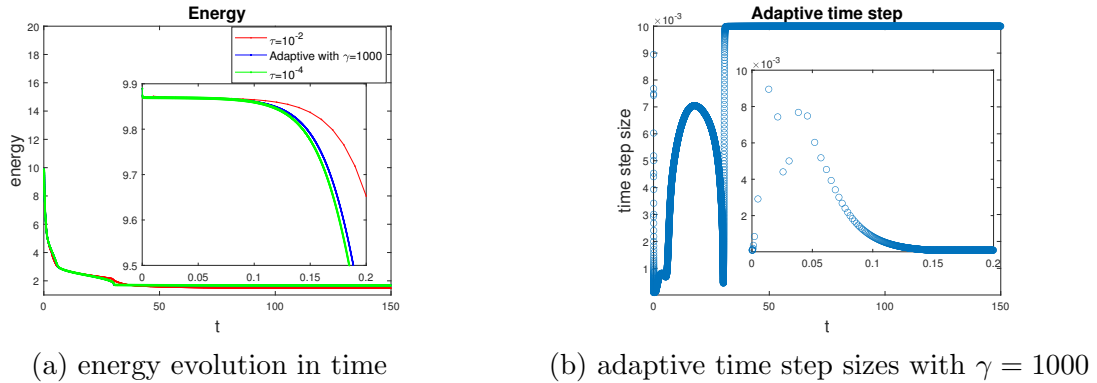 Energy
20
18
16
14
12
10
8
6
4
2
energy
τ=10^-2
Adaptive with γ=1000
τ=10^-4
9.9
9.8
9.7
9.6
9.5
0 0.05 0.1 0.15 0.2
0 50 100 150
t
(a) energy evolution in time
Adaptive time step
10 ×10^-3
9
8
7
6
5
4
3
2
1
time step size
10 ×10^-3
8
6
4
2
0
0 0.05 0.1 0.15 0.2
0 50 100 150
t
(b) adaptive time step sizes with γ = 1000